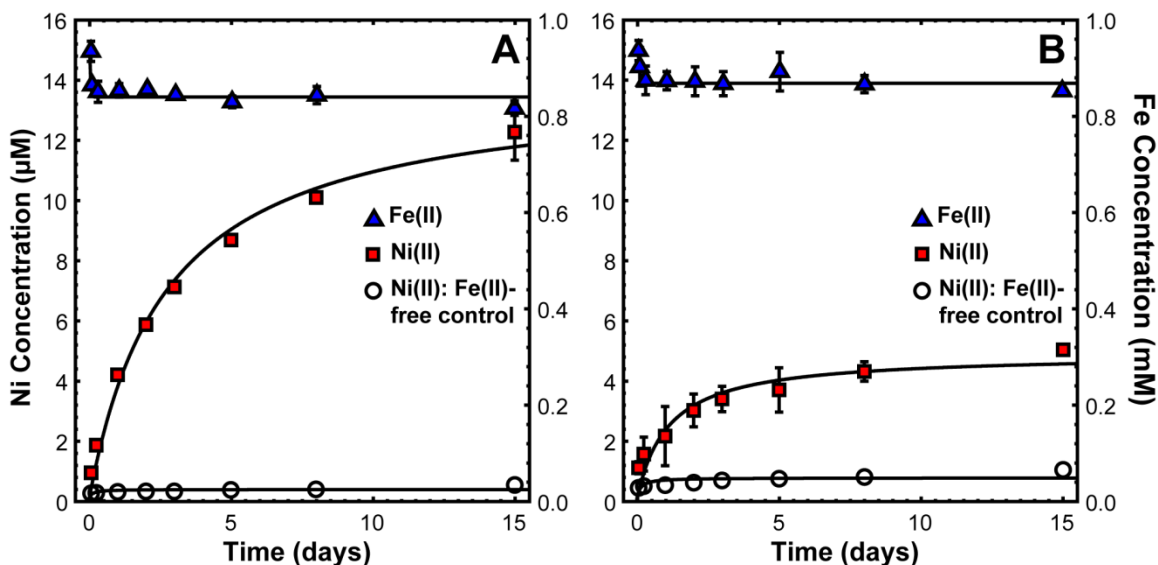 A
B
Ni Concentration (µM)
16
14
12
10
8
6
4
2
0
1.0
0.8
0.6
0.4
0.2
0.0
Fe(II)
Ni(II)
Ni(II): Fe(II)-
free control
0
5
10
15
Time (days)
16
14
12
10
8
6
4
2
0
1.0
0.8
0.6
0.4
0.2
0.0
Fe(II)
Ni(II)
Ni(II): Fe(II)-
free control
0
5
10
15
Time (days)
Fe Concentration (mM)